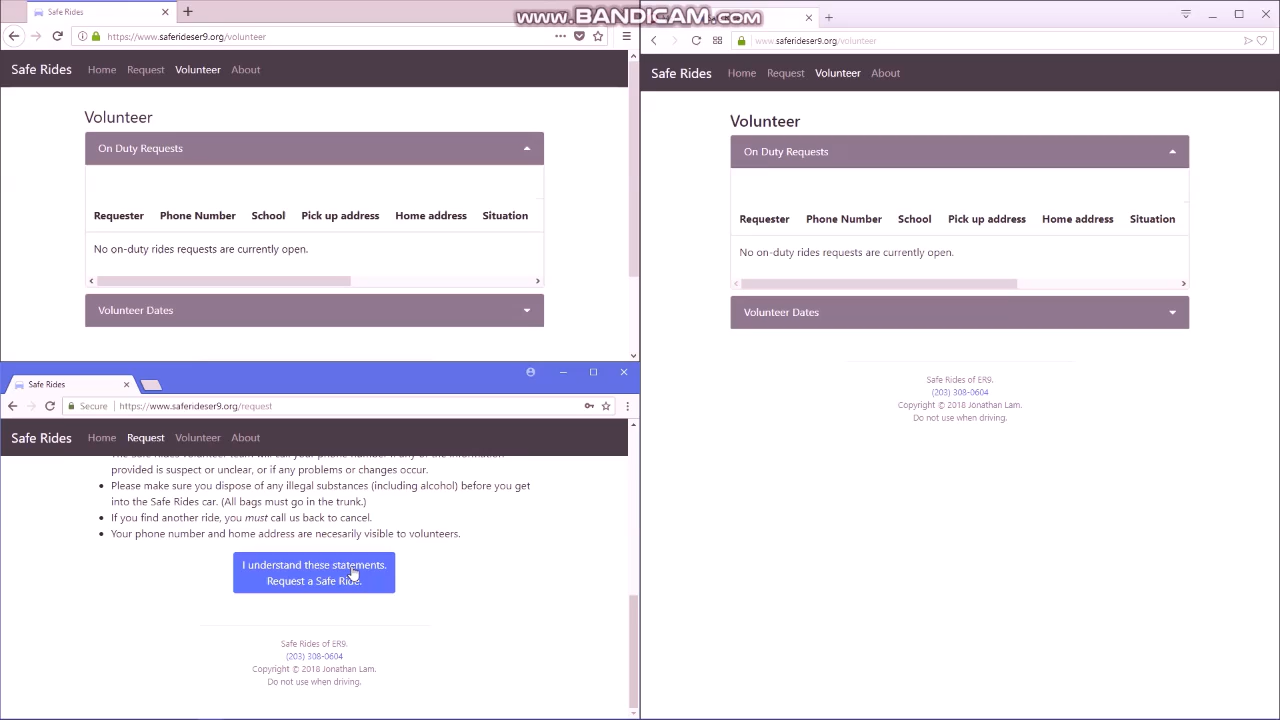 www.BANDICAM.com
Safe Rides
https://www.saferideser9.org/volunteer
Safe Rides Home Request Volunteer About
Volunteer
On Duty Requests
Requester Phone Number School Pick up address Home address Situation
No on-duty rides requests are currently open.
Volunteer Dates
www.saferideser9.org/volunteer
Safe Rides Home Request Volunteer About
Volunteer
On Duty Requests
Requester Phone Number School Pick up address Home address Situation
No on-duty rides requests are currently open.
Volunteer Dates
Safe Rides of ER9.
(203) 308-0604
Copyright © 2018 Jonathan Lam.
Do not use when driving.
Safe Rides
Secure https://www.saferideser9.org/request
Safe Rides Home Request Volunteer About
provided is suspect or unclear, or if any problems or changes occur.
Please make sure you dispose of any illegal substances (including alcohol) before you get
into the Safe Rides car. (All bags must go in the trunk.)
If you find another ride, you must call us back to cancel.
Your phone number and home address are necesarily visible to volunteers.
I understand these statements.
Request a Safe Ride.
Safe Rides of ER9.
(203) 308-0604
Copyright © 2018 Jonathan Lam.
Do not use when driving.